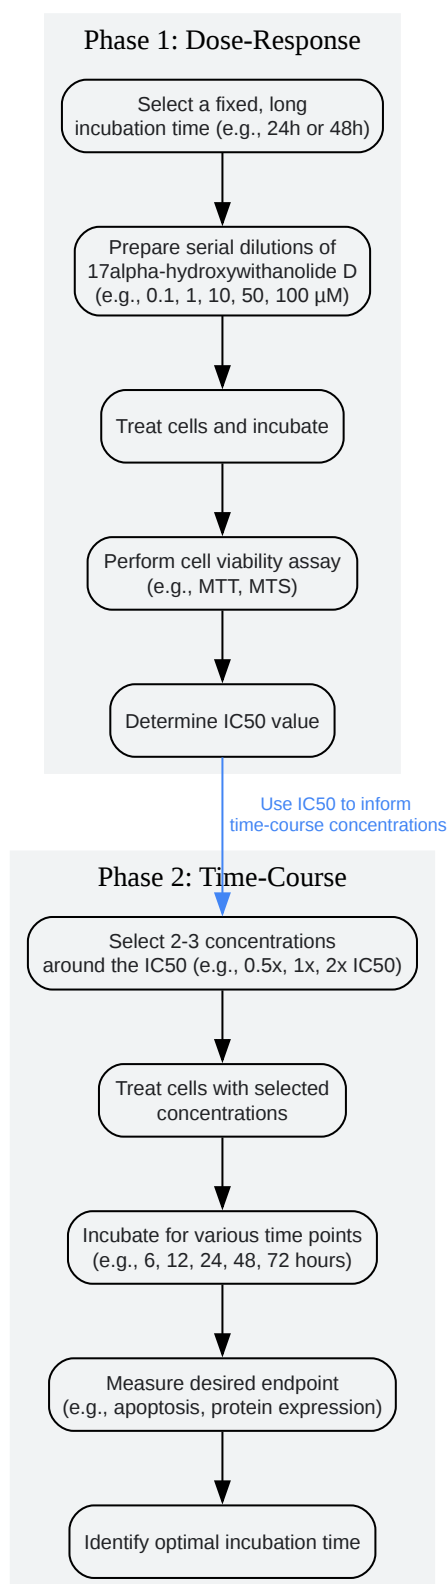 Phase 1: Dose-Response
Select a fixed, long
incubation time (e.g., 24h or 48h)
Prepare serial dilutions of
17alpha-hydroxywithanolide D
(e.g., 0.1, 1, 10, 50, 100 µM)
Treat cells and incubate
Perform cell viability assay
(e.g., MTT, MTS)
Determine IC50 value
Use IC50 to inform
time-course concentrations
Phase 2: Time-Course
Select 2-3 concentrations
around the IC50 (e.g., 0.5x, 1x, 2x IC50)
Treat cells with selected
concentrations
Incubate for various time points
(e.g., 6, 12, 24, 48, 72 hours)
Measure desired endpoint
(e.g., apoptosis, protein expression)
Identify optimal incubation time